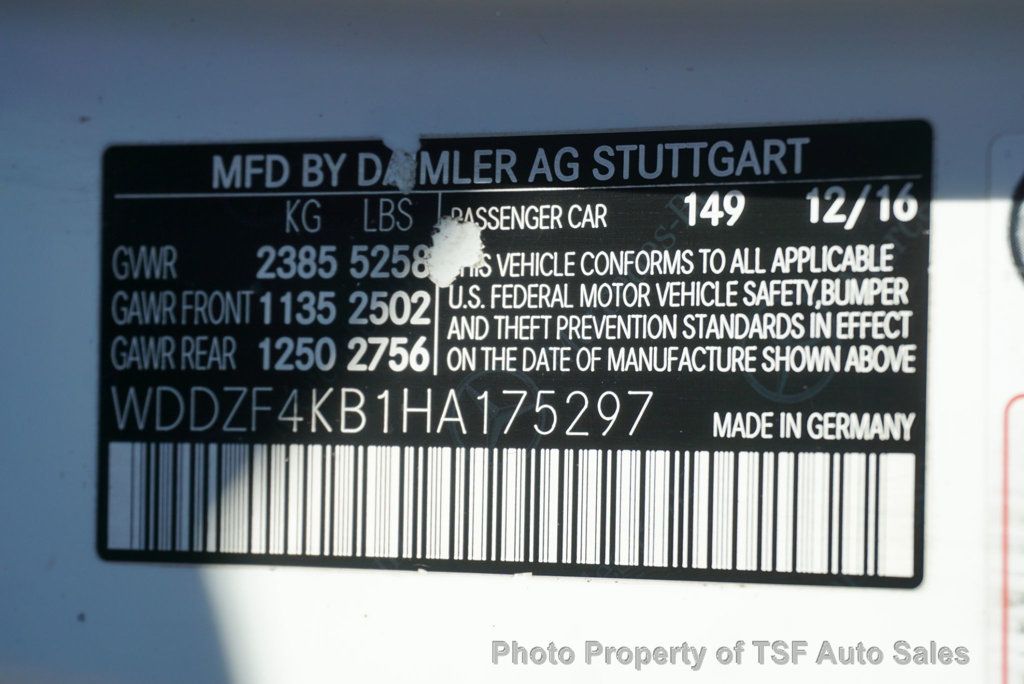 MFD BY DAIMLER AG STUTTGART
KG LBS PASSENGER CAR 149 12/16
GVWR 2385 5258
GAWR FRONT 1135 2502
GAWR REAR 1250 2756
THIS VEHICLE CONFORMS TO ALL APPLICABLE
U.S. FEDERAL MOTOR VEHICLE SAFETY,BUMPER
AND THEFT PREVENTION STANDARDS IN EFFECT
ON THE DATE OF MANUFACTURE SHOWN ABOVE
WDDZF4KB1HA175297
MADE IN GERMANY
Photo Property of TSF Auto Sales